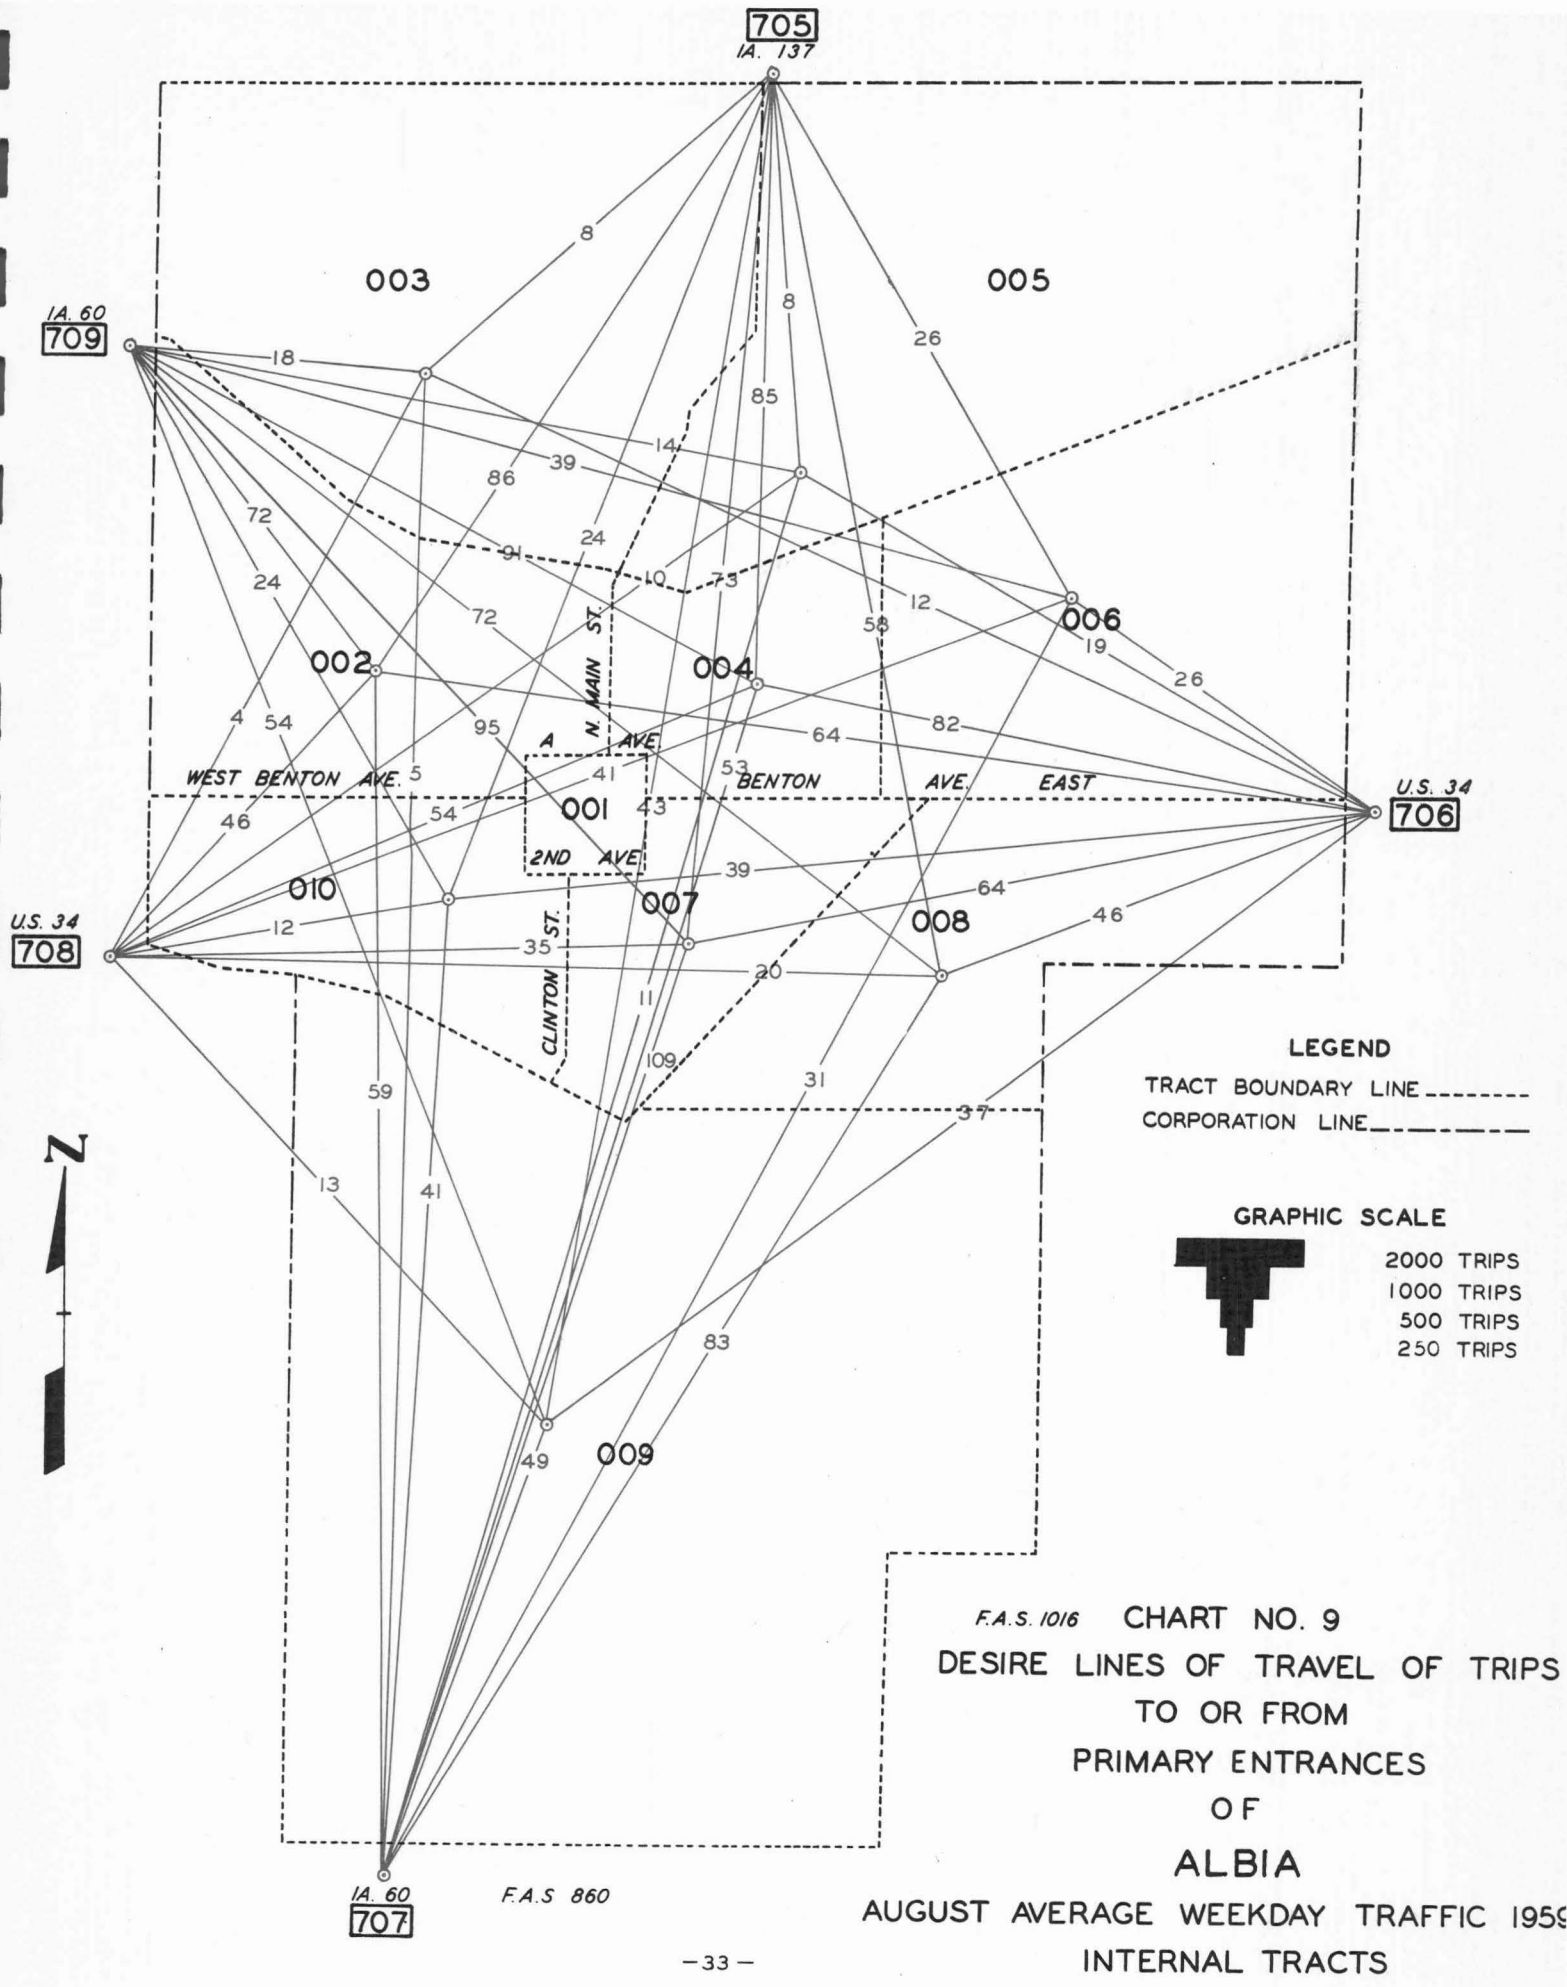 705
IA. 137
8
003
005
8
IA. 60
709
26
18
85
14
39
86
72
24
91
10
73
24
12
72
58
006
N. MAIN ST.
19
002
004
26
4
54
95
82
64
A AVE.
53
5
41
WEST BENTON AVE.
BENTON AVE. EAST
U.S. 34
706
54
001
43
46
2ND AVE
39
010
007
64
008
46
U.S. 34
708
12
35
20
CLINTON ST.
11
109
59
31
37
LEGEND
TRACT BOUNDARY LINE
CORPORATION LINE
N
13
41
GRAPHIC SCALE
2000 TRIPS
1000 TRIPS
500 TRIPS
250 TRIPS
83
009
49
F.A.S. 1016 CHART NO. 9
DESIRE LINES OF TRAVEL OF TRIPS
TO OR FROM
PRIMARY ENTRANCES
OF
ALBIA
AUGUST AVERAGE WEEKDAY TRAFFIC 1959
INTERNAL TRACTS
IA. 60
707
F.A.S 860
-33-